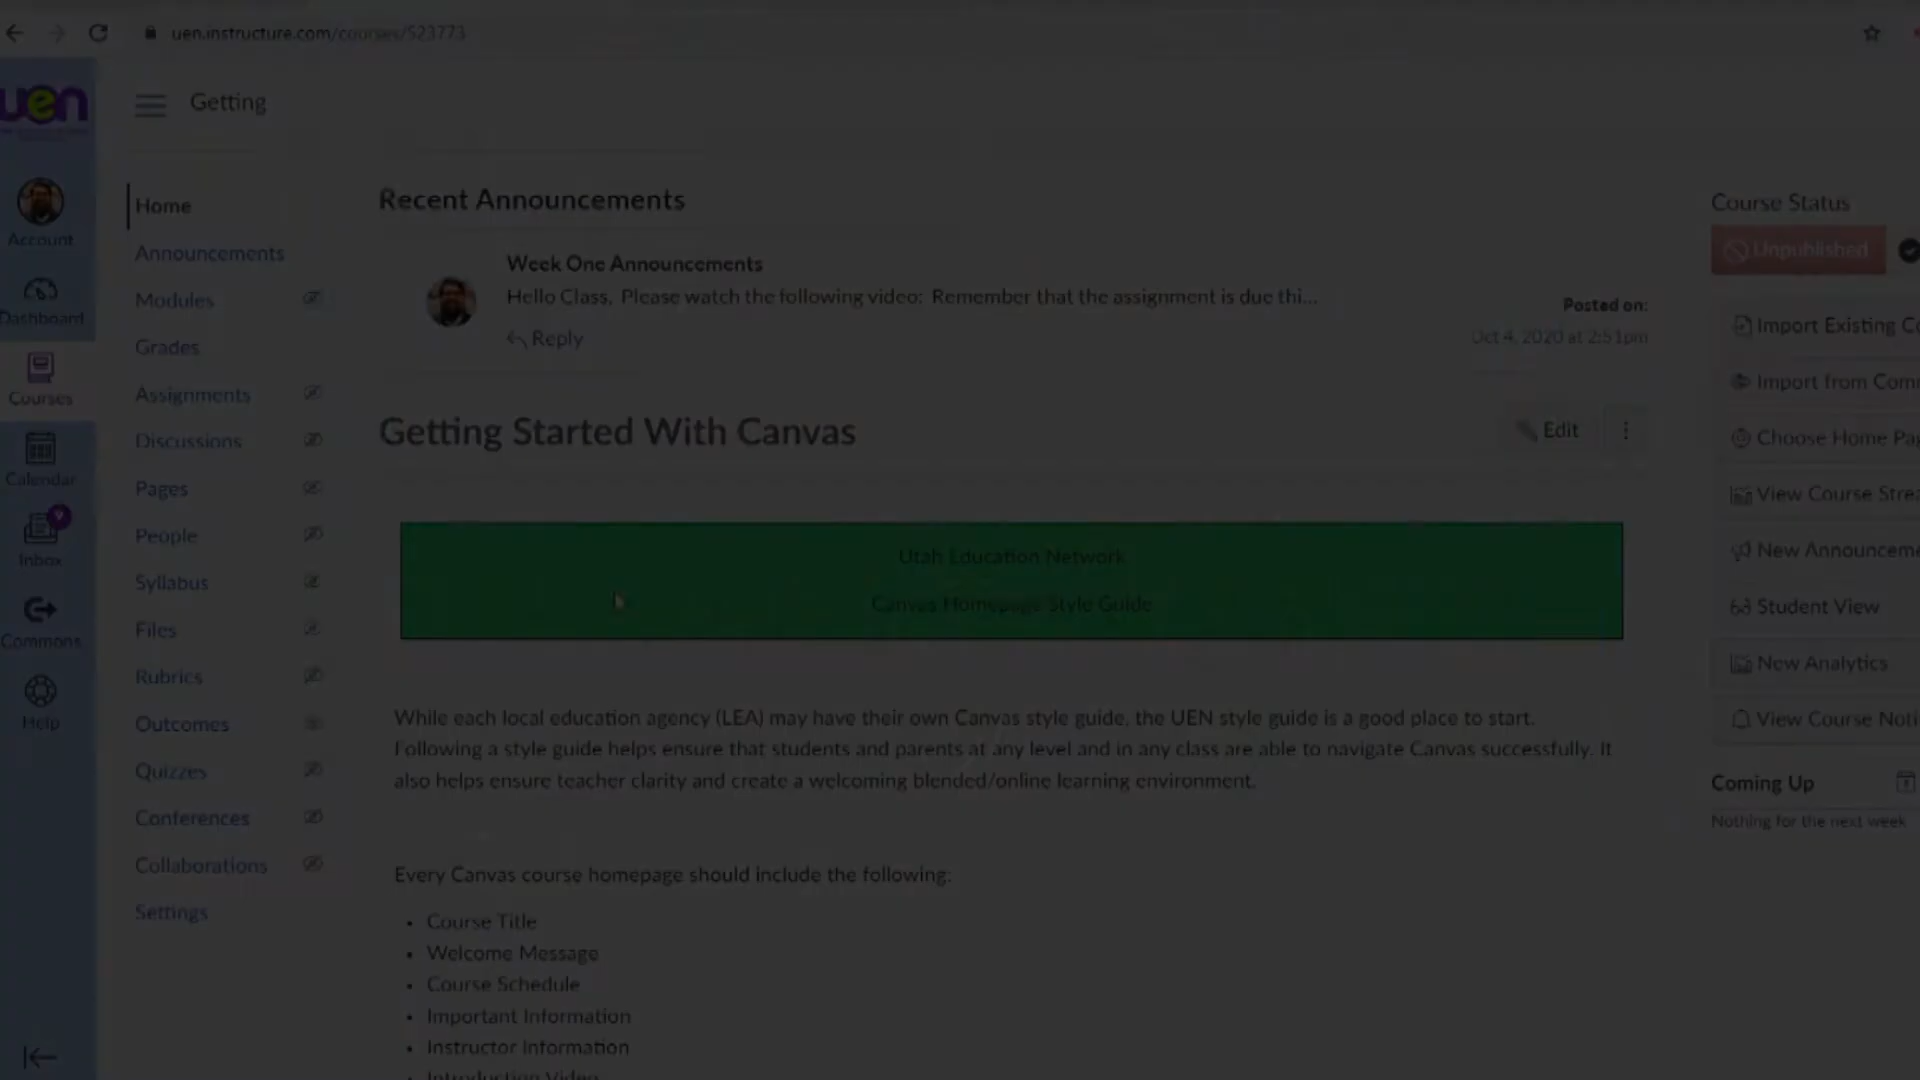 uen.instructure.com/courses/523773
uen
Getting
Account
Dashboard
Courses
Calendar
9
Inbox
Commons
Help
Home
Announcements
Modules
Grades
Assignments
Discussions
Pages
People
Syllabus
Files
Rubrics
Outcomes
Quizzes
Conferences
Collaborations
Settings
Recent Announcements
Week One Announcements
Hello Class, Please watch the following video: Remember that the assignment is due thi...
Reply
Posted on:
Oct 4, 2020 at 2:51pm
Getting Started With Canvas
Edit
Utah Education Network
Canvas Homepage Style Guide
While each local education agency (LEA) may have their own Canvas style guide, the UEN style guide is a good place to start.
Following a style guide helps ensure that students and parents at any level and in any class are able to navigate Canvas successfully. It
also helps ensure teacher clarity and create a welcoming blended/online learning environment.
Every Canvas course homepage should include the following:
• Course Title
• Welcome Message
• Course Schedule
• Important Information
• Instructor Information
• Introduction Video
Course Status
Unpublished
Import Existing Co
Import from Com
Choose Home Pag
View Course Strea
New Announceme
Student View
New Analytics
View Course Noti
Coming Up
Nothing for the next week